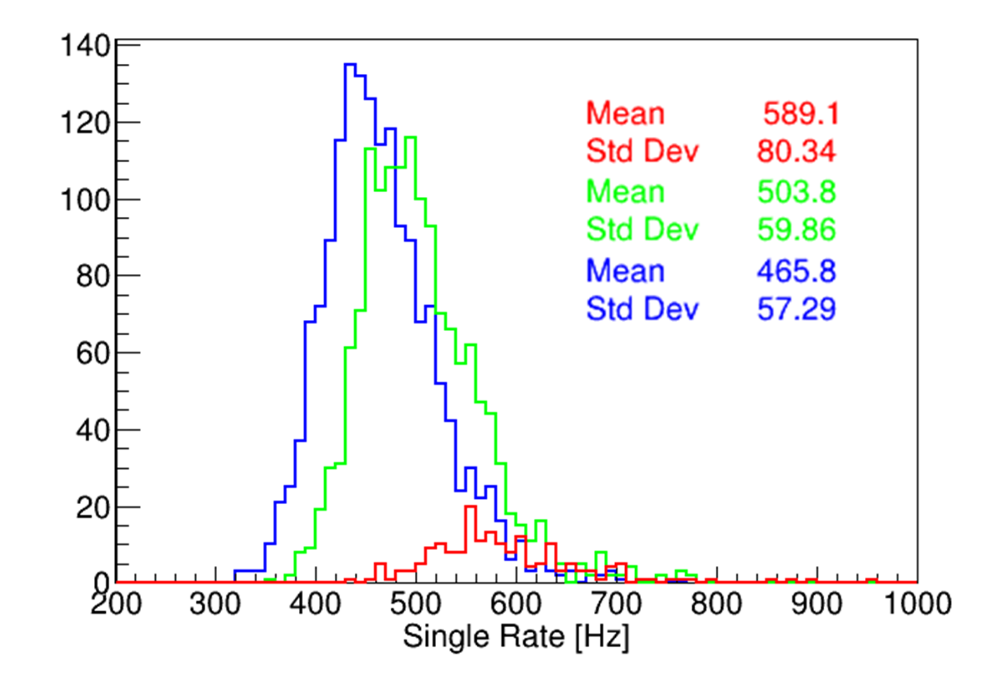 140
120
100
80
60
40
20
0
Mean 589.1
Std Dev 80.34
Mean 503.8
Std Dev 59.86
Mean 465.8
Std Dev 57.29
200 300 400 500 600 700 800 900 1000
Single Rate [Hz]